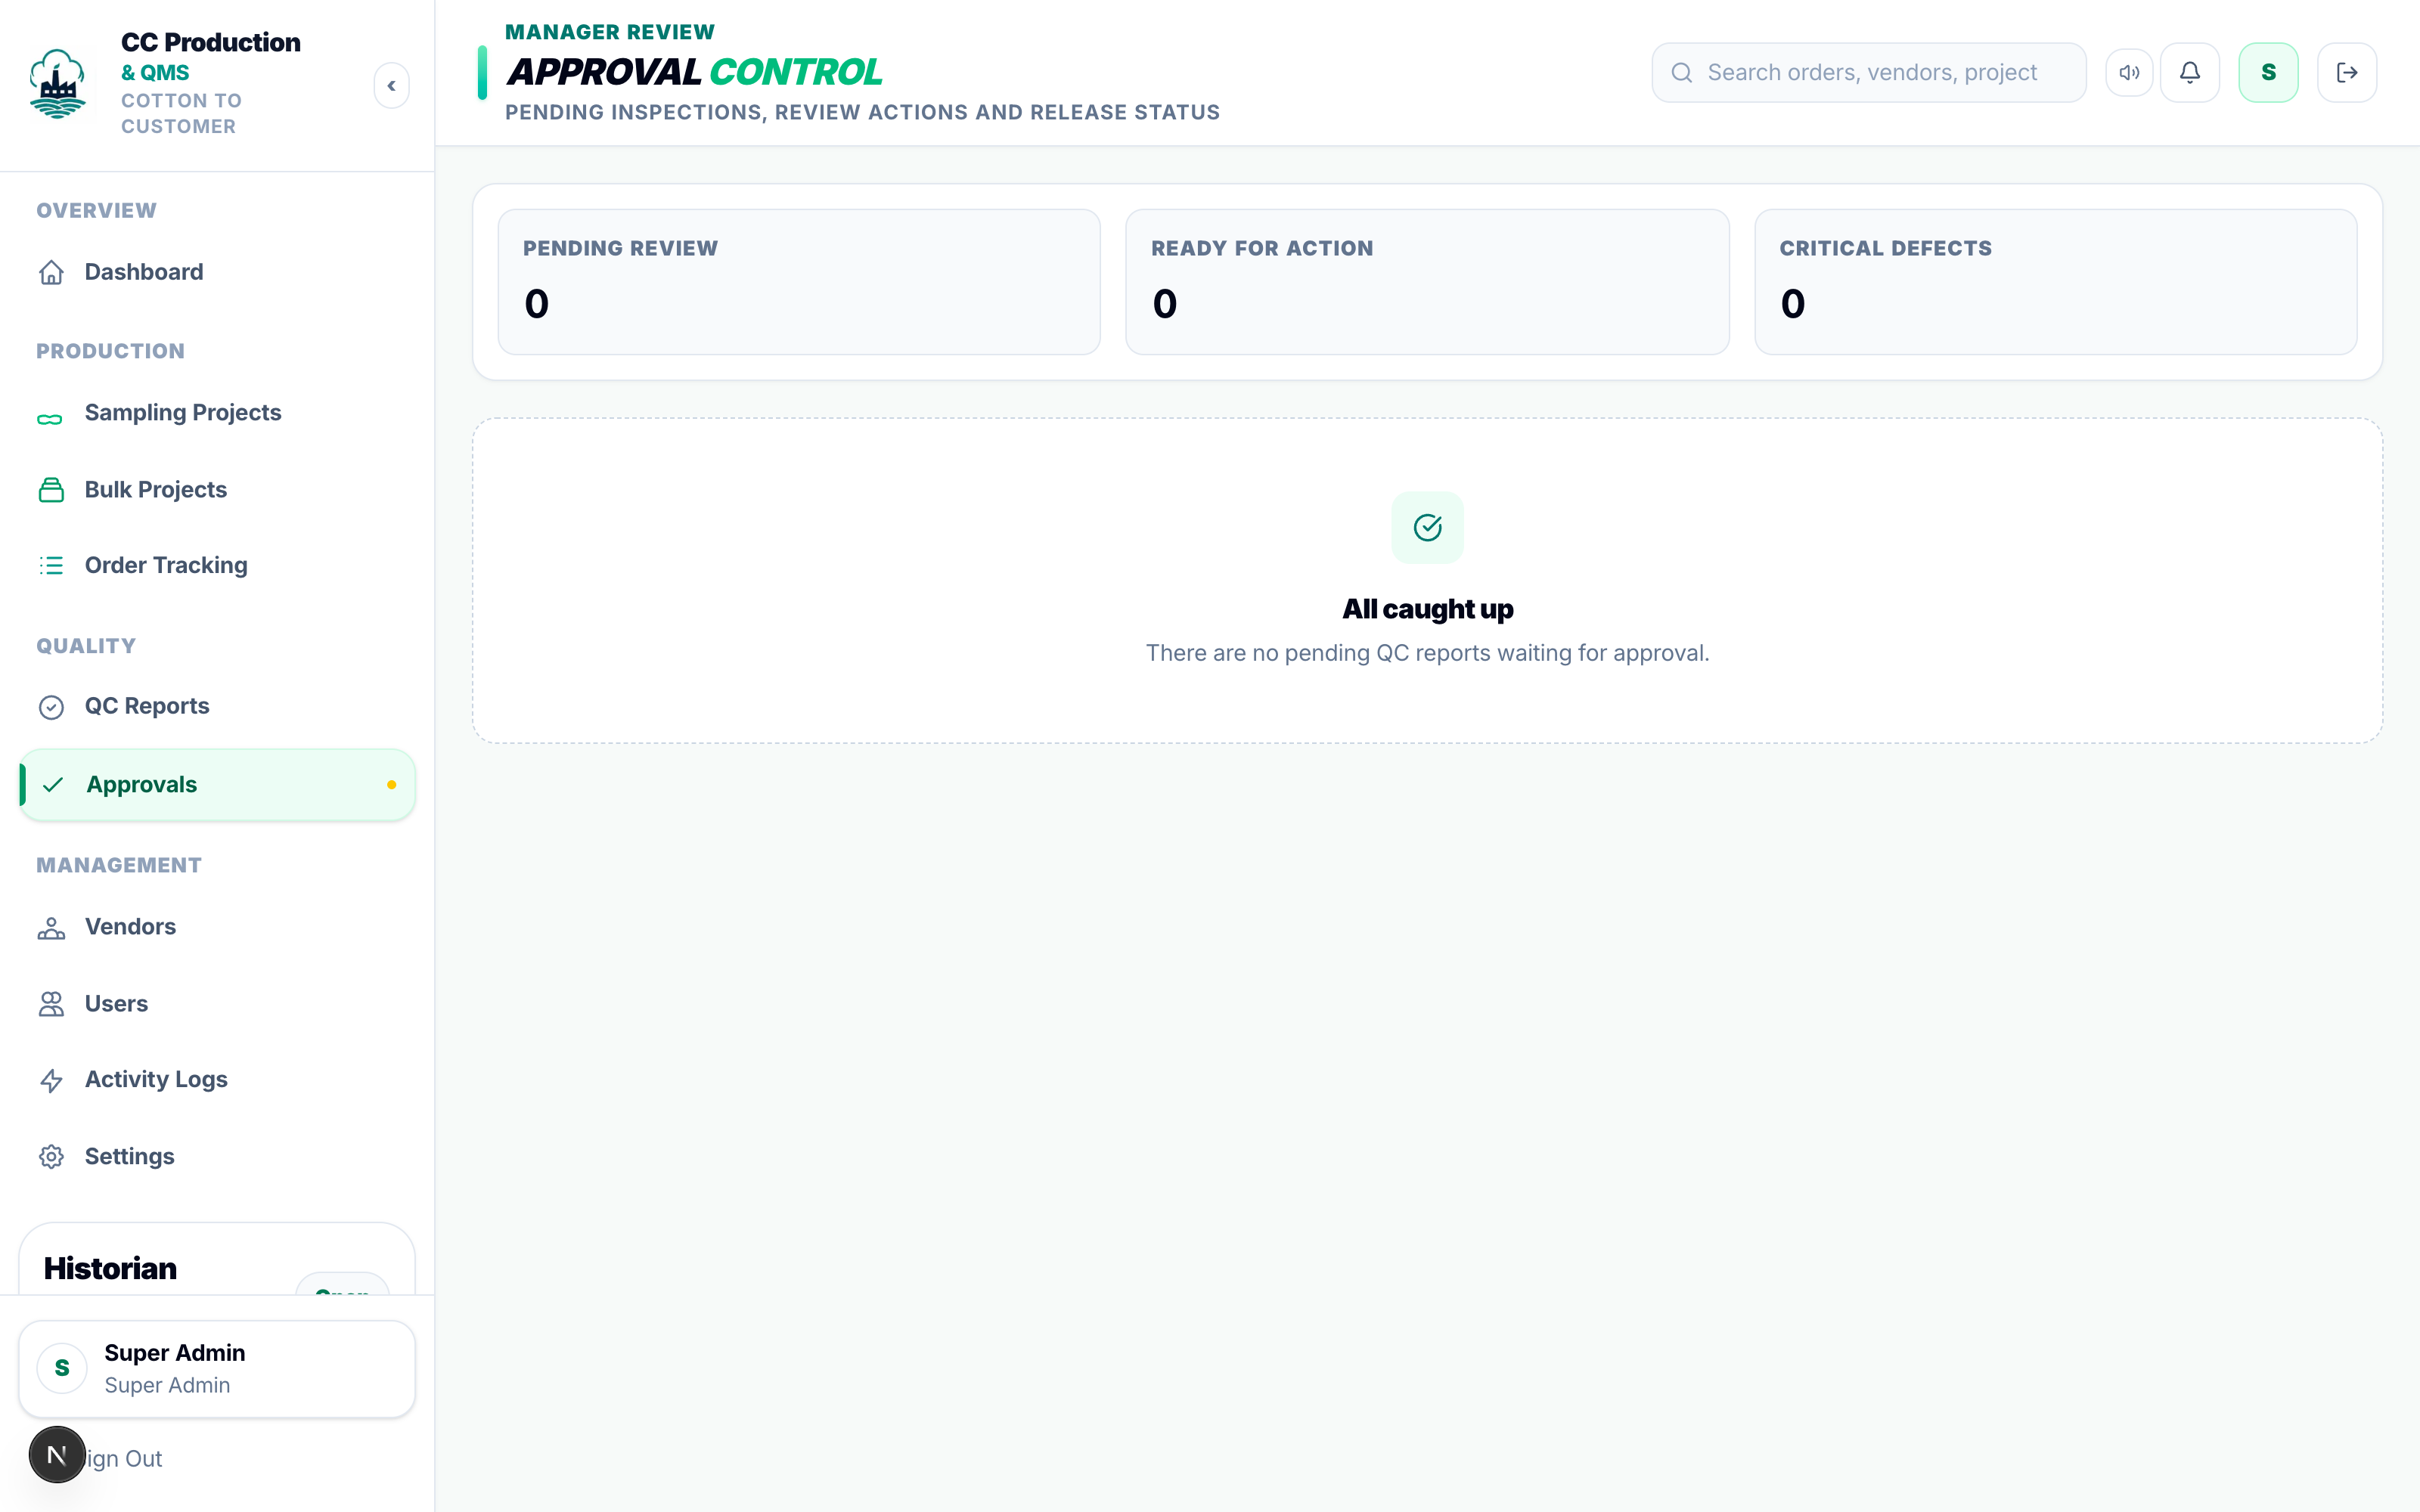 CC Production
& QMS
COTTON TO
CUSTOMER
OVERVIEW
Dashboard
PRODUCTION
Sampling Projects
Bulk Projects
Order Tracking
QUALITY
QC Reports
Approvals
MANAGEMENT
Vendors
Users
Activity Logs
Settings
Historian
S
Super Admin
Super Admin
N
ign Out
MANAGER REVIEW
APPROVAL CONTROL
PENDING INSPECTIONS, REVIEW ACTIONS AND RELEASE STATUS
Search orders, vendors, project
S
PENDING REVIEW
0
READY FOR ACTION
0
CRITICAL DEFECTS
0
All caught up
There are no pending QC reports waiting for approval.